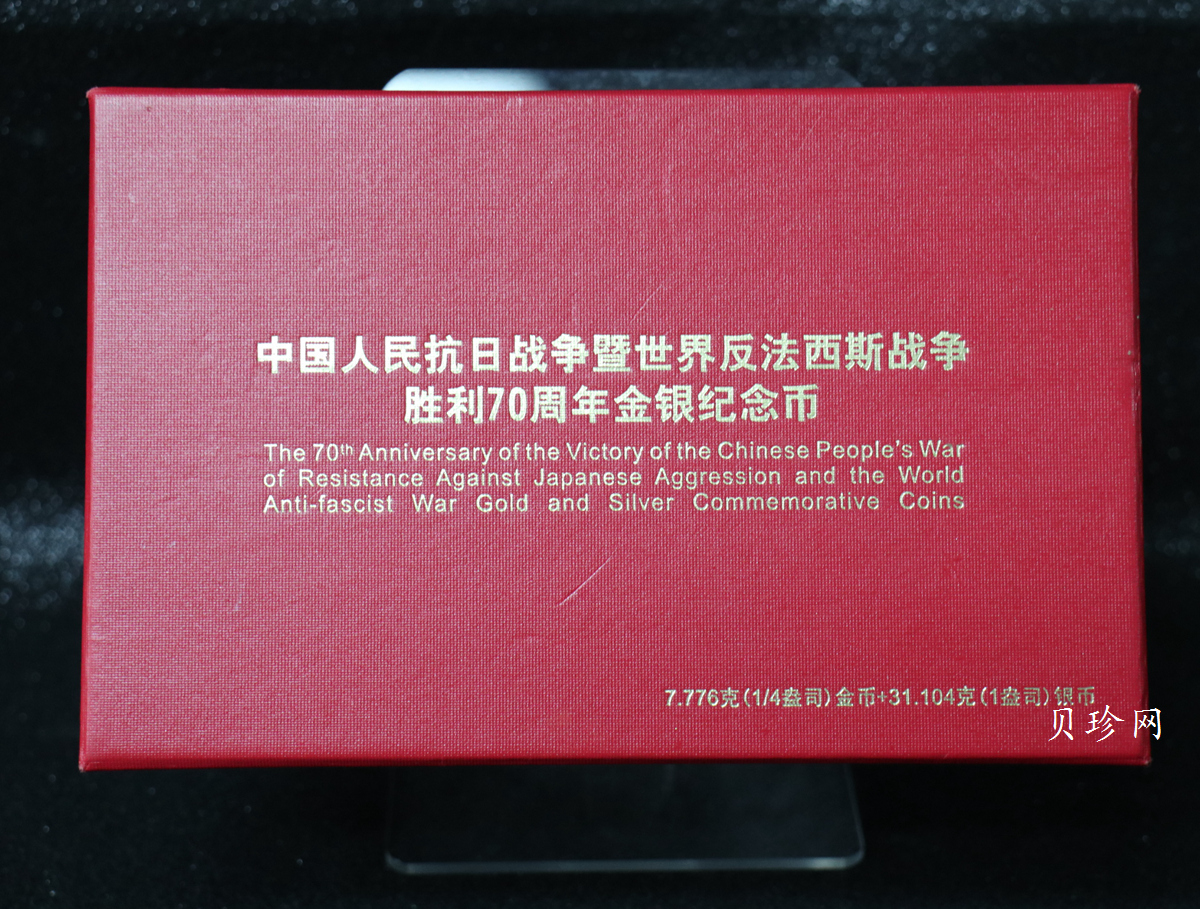 中国人民抗日战争暨世界反法西斯战争
胜利70周年金银纪念币
The 70th Anniversary of the Victory of the Chinese People's War
of Resistance Against Japanese Aggression and the World
Anti-fascist War Gold and Silver Commemorative Coins
7.776克(1/4盎司)金币+31.104克(1盎司)银币
贝珍网